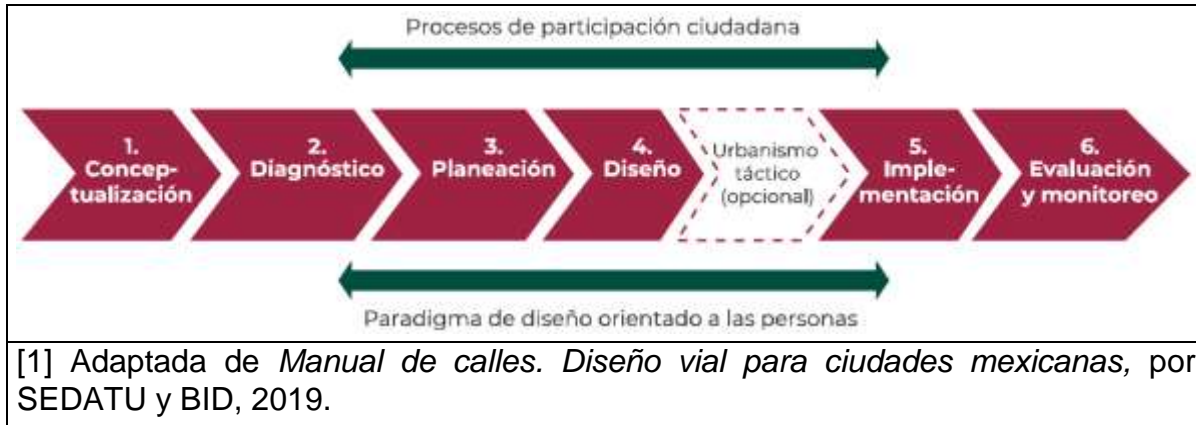 Procesos de participación ciudadana
1.
Concep-
tualización
2.
Diagnóstico
3.
Planeación
4.
Diseño
Urbanismo
táctico
(opcional)
5.
Imple-
mentación
6.
Evaluación
y monitoreo
Paradigma de diseño orientado a las personas
[1] Adaptada de Manual de calles. Diseño vial para ciudades mexicanas, por
SEDATU y BID, 2019.